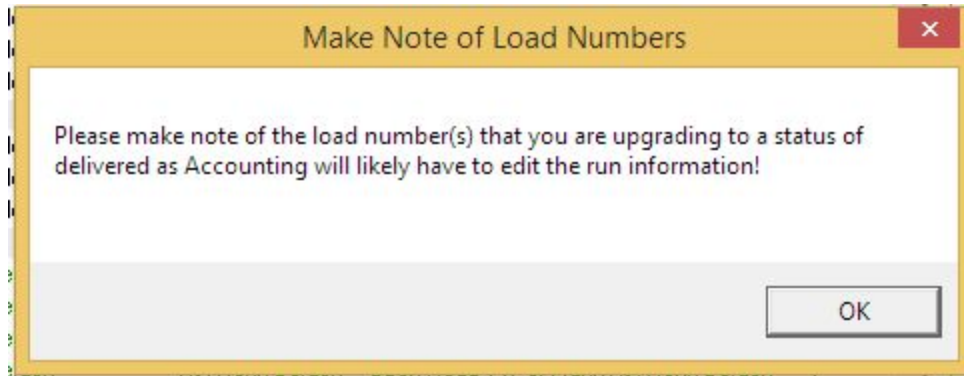 Make Note of Load Numbers
Please make note of the load number(s) that you are upgrading to a status of
delivered as Accounting will likely have to edit the run information!
OK